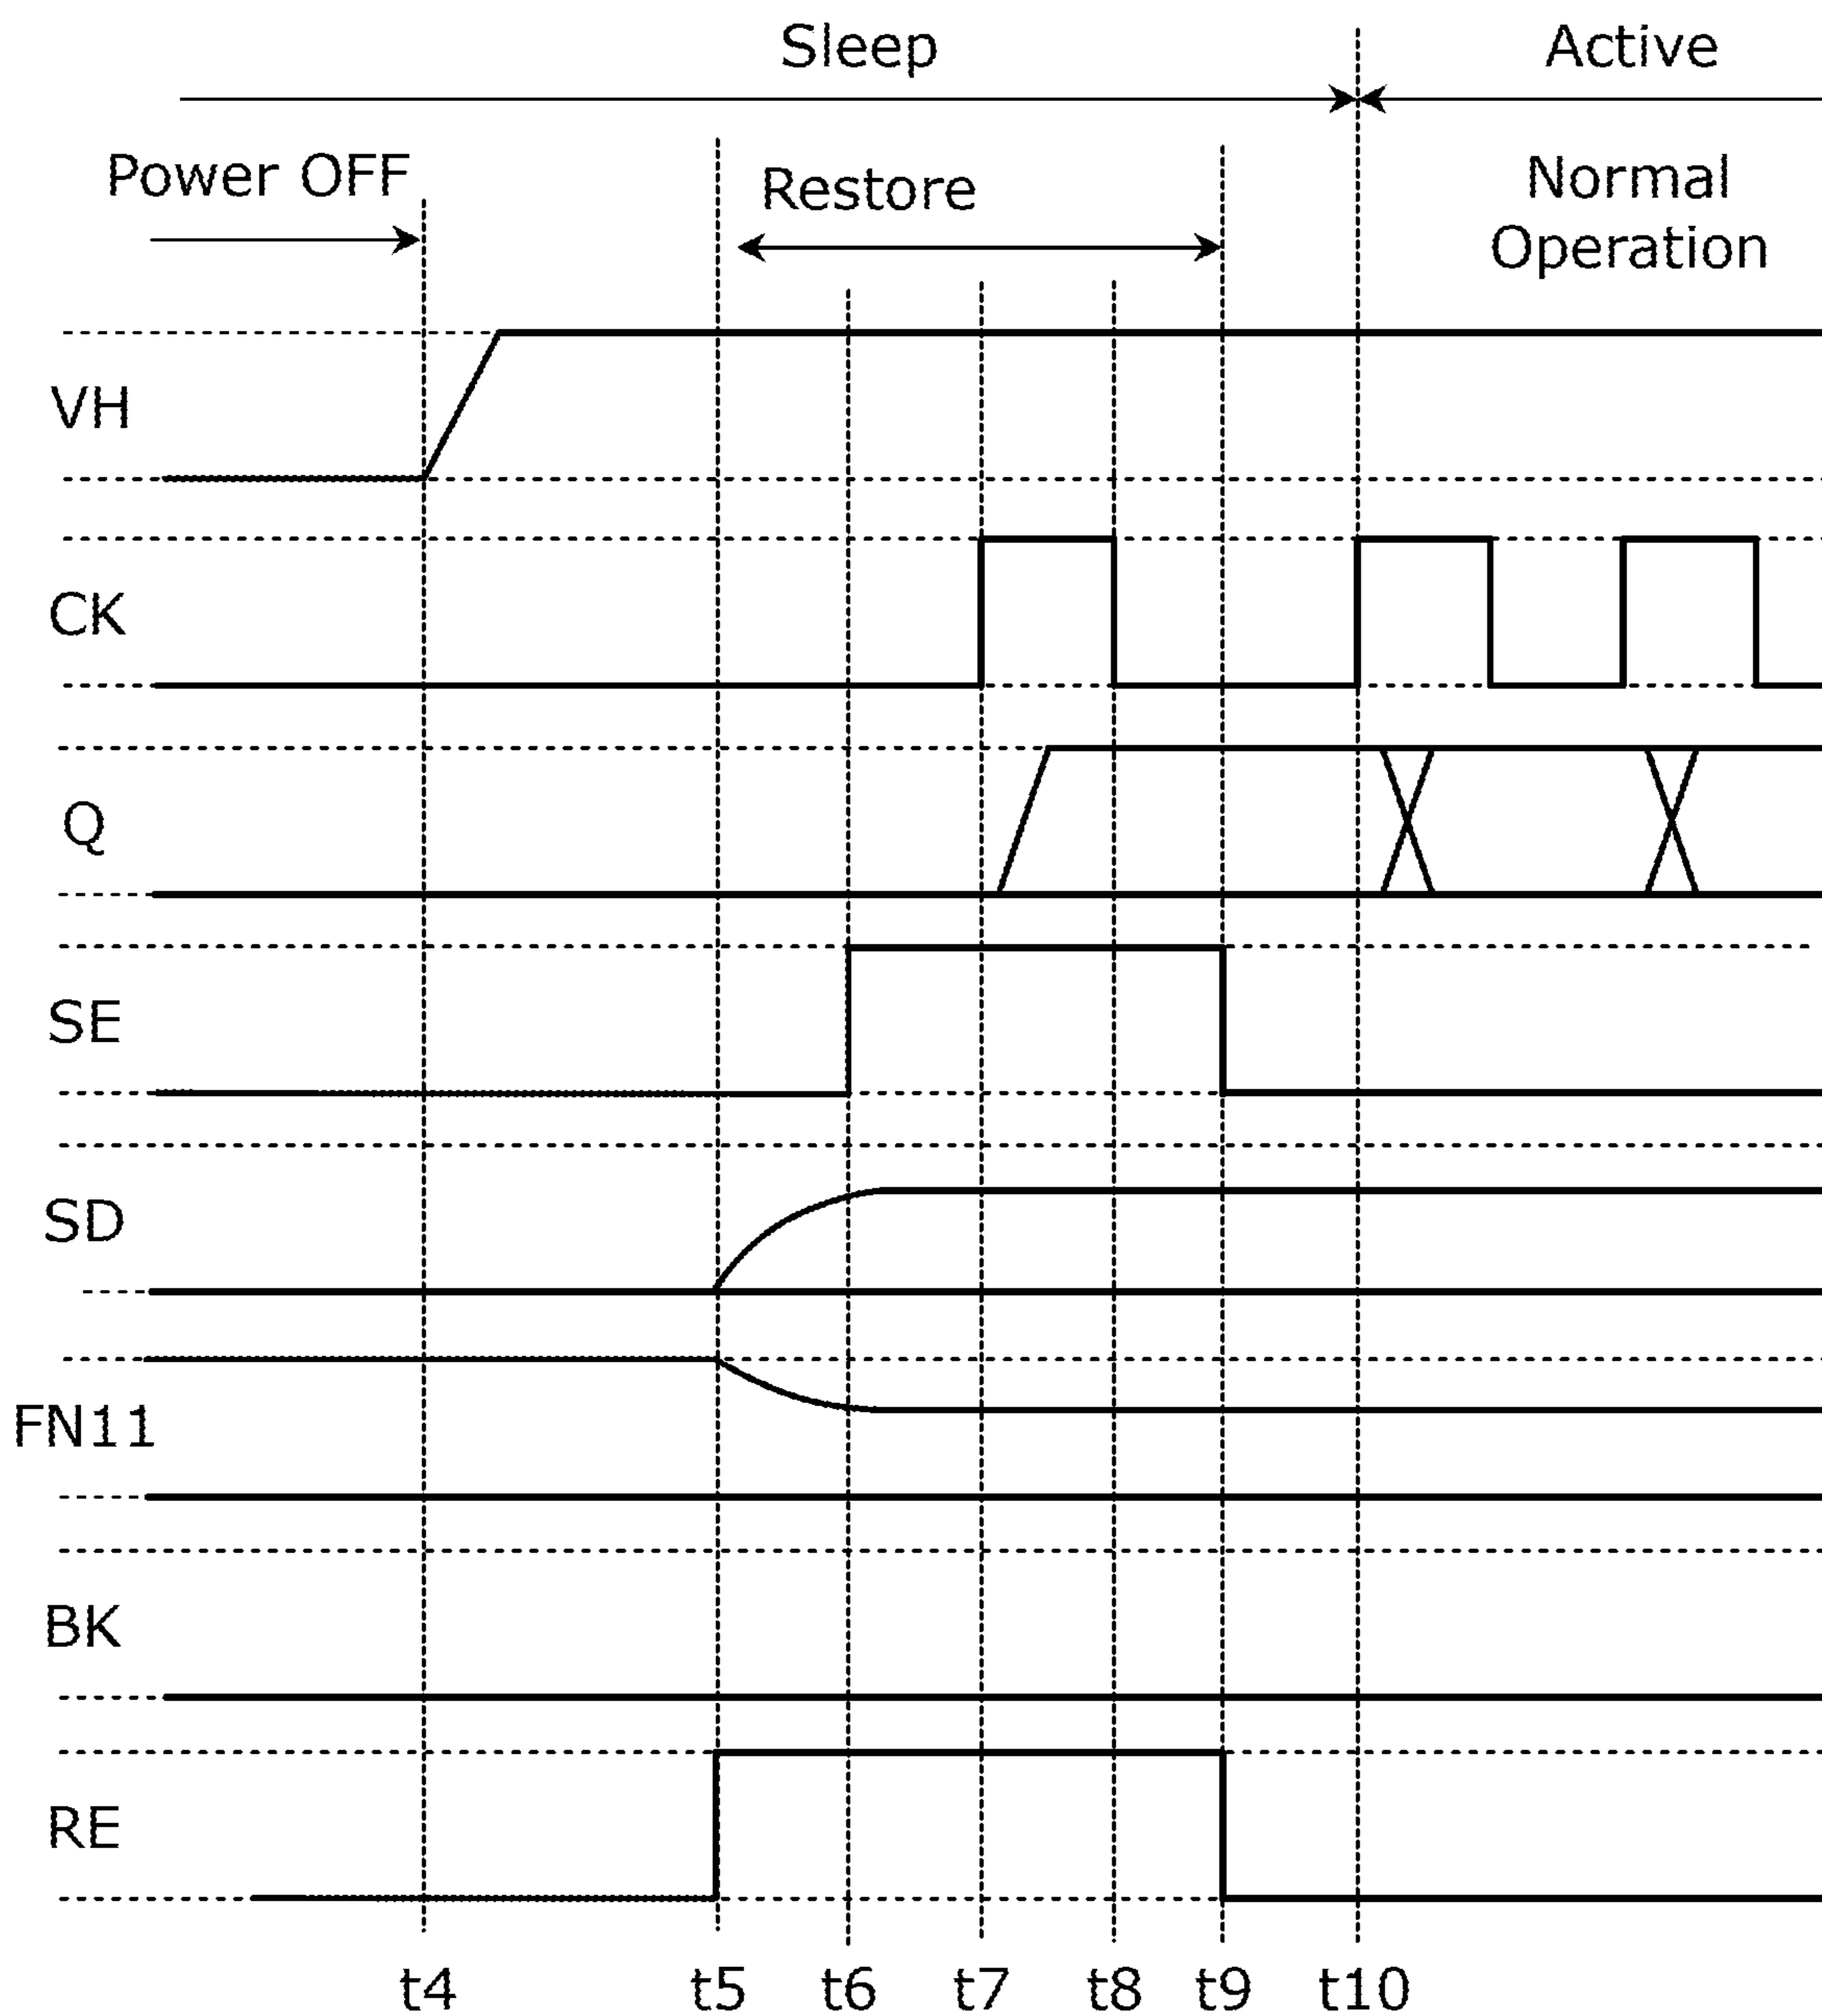 Sleep
Active
Power OFF
Restore
Normal
Operation
VH
CK
Q
SE
SD
FN11
BK
RE
t4
t5
t6
t7
t8
t9
t10